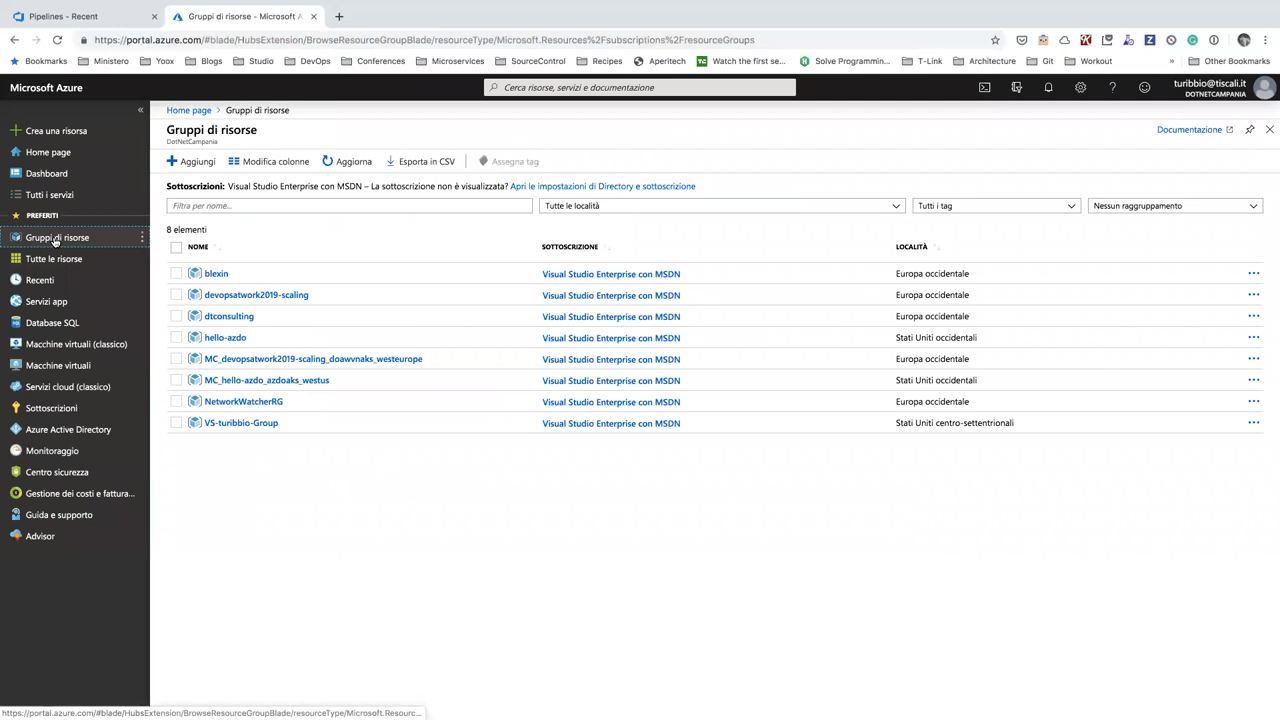 Pipelines - Recent
Gruppi di risorse - Microsoft A
https://portal.azure.com/#blade/HubsExtension/BrowseResourceGroupBlade/resourceType/Microsoft.Resources%2Fsubscriptions%2FresourceGroups
Bookmarks Ministero Yoox Blogs Studio DevOps Conferences Microservices SourceControl Recipes Aperitech Watch the first se... Solve Programmin... T-Link Architecture Git Workout » Other Bookmarks
Microsoft Azure
Cerca risorse, servizi e documentazione
turibbio@tiscali.it
DOTNETCAMPANIA
«
Crea una risorsa
Home page
Dashboard
Tutti i servizi
PREFERITI
Gruppi di risorse
Tutte le risorse
Recenti
Servizi app
Database SQL
Macchine virtuali (classico)
Macchine virtuali
Servizi cloud (classico)
Sottoscrizioni
Azure Active Directory
Monitoraggio
Centro sicurezza
Gestione dei costi e fattura...
Guida e supporto
Advisor
Home page > Gruppi di risorse
Gruppi di risorse
DotNetCampania
Documentazione
Aggiungi Modifica colonne Aggiorna Esporta in CSV Assegna tag
Sottoscrizioni: Visual Studio Enterprise con MSDN – La sottoscrizione non è visualizzata? Apri le impostazioni di Directory e sottoscrizione
Filtra per nome... Tutte le località Tutti i tag Nessun raggruppamento
8 elementi
NOME SOTTOSCRIZIONE LOCALITÀ
blexin Visual Studio Enterprise con MSDN Europa occidentale
devopsatwork2019-scaling Visual Studio Enterprise con MSDN Europa occidentale
dtconsulting Visual Studio Enterprise con MSDN Europa occidentale
hello-azdo Visual Studio Enterprise con MSDN Stati Uniti occidentali
MC_devopsatwork2019-scaling_doawvnaks_westeurope Visual Studio Enterprise con MSDN Europa occidentale
MC_hello-azdo_azdoaks_westus Visual Studio Enterprise con MSDN Stati Uniti occidentali
NetworkWatcherRG Visual Studio Enterprise con MSDN Europa occidentale
VS-turibbio-Group Visual Studio Enterprise con MSDN Stati Uniti centro-settentrionali
https://portal.azure.com/#blade/HubsExtension/BrowseResourceGroupBlade/resourceType/Microsoft.Resourc...